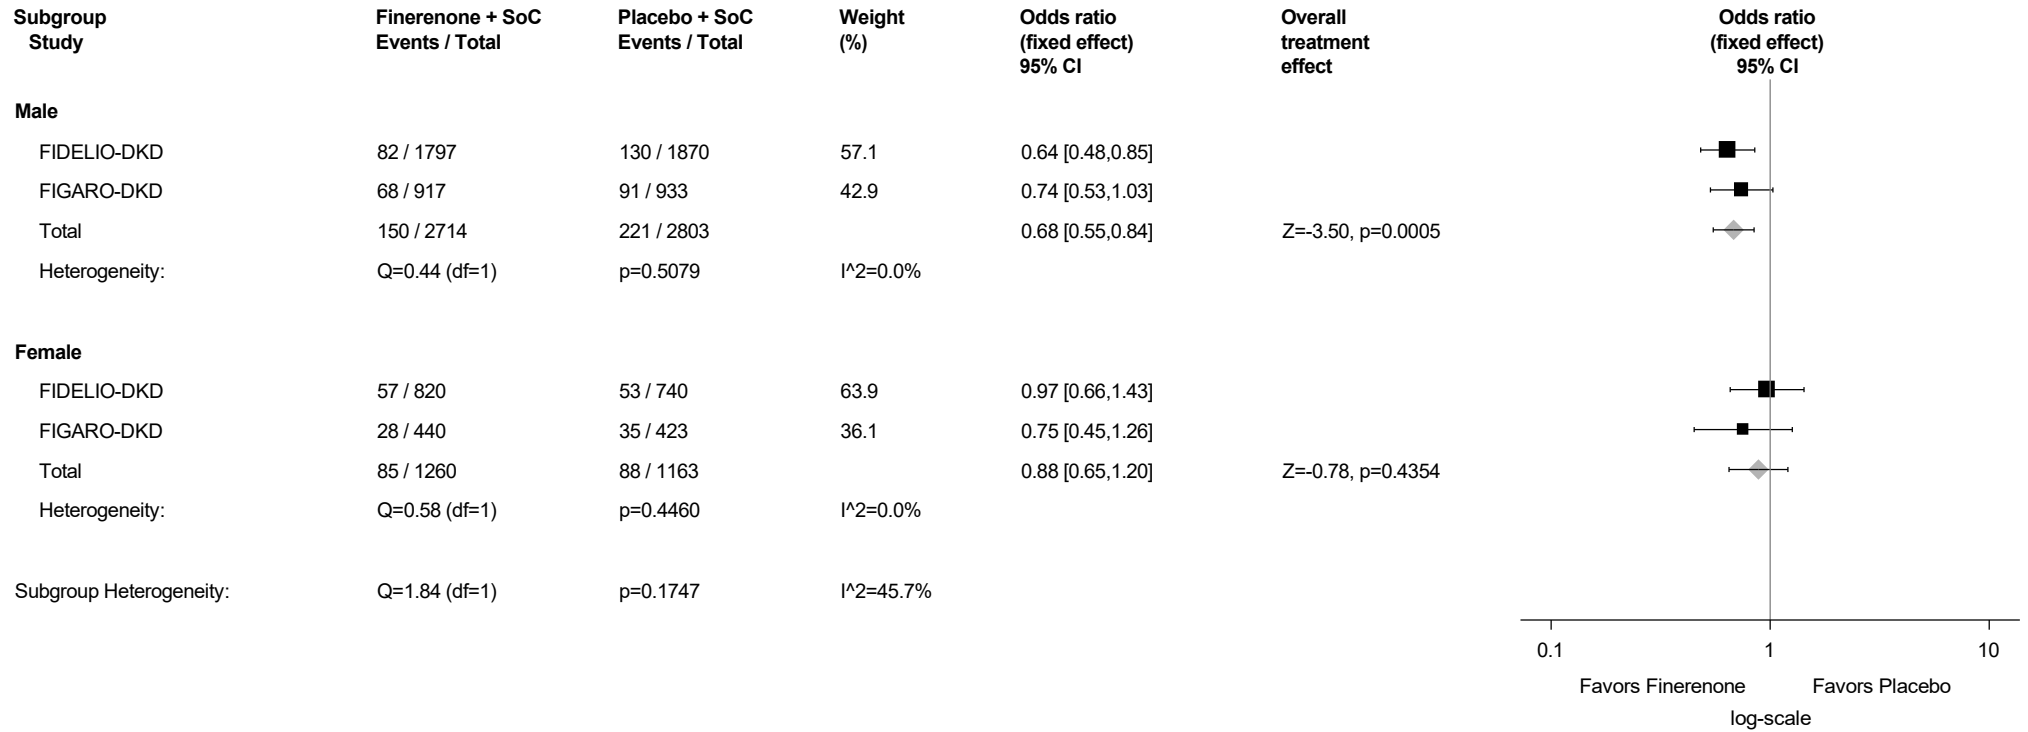 Subgroup Finerenone + SoC Placebo + SoC Weight Odds ratio Overall Odds ratio
Study Events / Total Events / Total (%) (fixed effect) treatment (fixed effect)
95% CI effect 95% CI
Male
FIDELIO-DKD 82 / 1797 130 / 1870 57.1 0.64 [0.48,0.85]
FIGARO-DKD 68 / 917 91 / 933 42.9 0.74 [0.53,1.03]
Total 150 / 2714 221 / 2803 0.68 [0.55,0.84] Z=-3.50, p=0.0005
Heterogeneity: Q=0.44 (df=1) p=0.5079 I^2=0.0%
Female
FIDELIO-DKD 57 / 820 53 / 740 63.9 0.97 [0.66,1.43]
FIGARO-DKD 28 / 440 35 / 423 36.1 0.75 [0.45,1.26]
Total 85 / 1260 88 / 1163 0.88 [0.65,1.20] Z=-0.78, p=0.4354
Heterogeneity: Q=0.58 (df=1) p=0.4460 I^2=0.0%
Subgroup Heterogeneity: Q=1.84 (df=1) p=0.1747 I^2=45.7%
0.1 1 10
Favors Finerenone Favors Placebo
log-scale